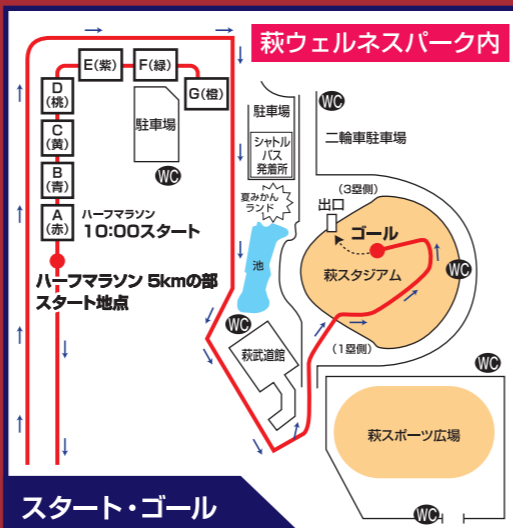 萩ウェルネスパーク内
E(紫)
F(緑)
G(橙)
D
(桃)
C
(黄)
B
(青)
A
(赤)
駐車場
WC
ハーフマラソン
10:00スタート
ハーフマラソン 5kmの部
スタート地点
駐車場
シャトル
バス
発着所
夏みかん
ランド
池
WC
二輪車駐車場
(3塁側)
出口
ゴール
萩スタジアム
WC
(1塁側)
WC
萩武道館
WC
萩スポーツ広場
WC
スタート・ゴール